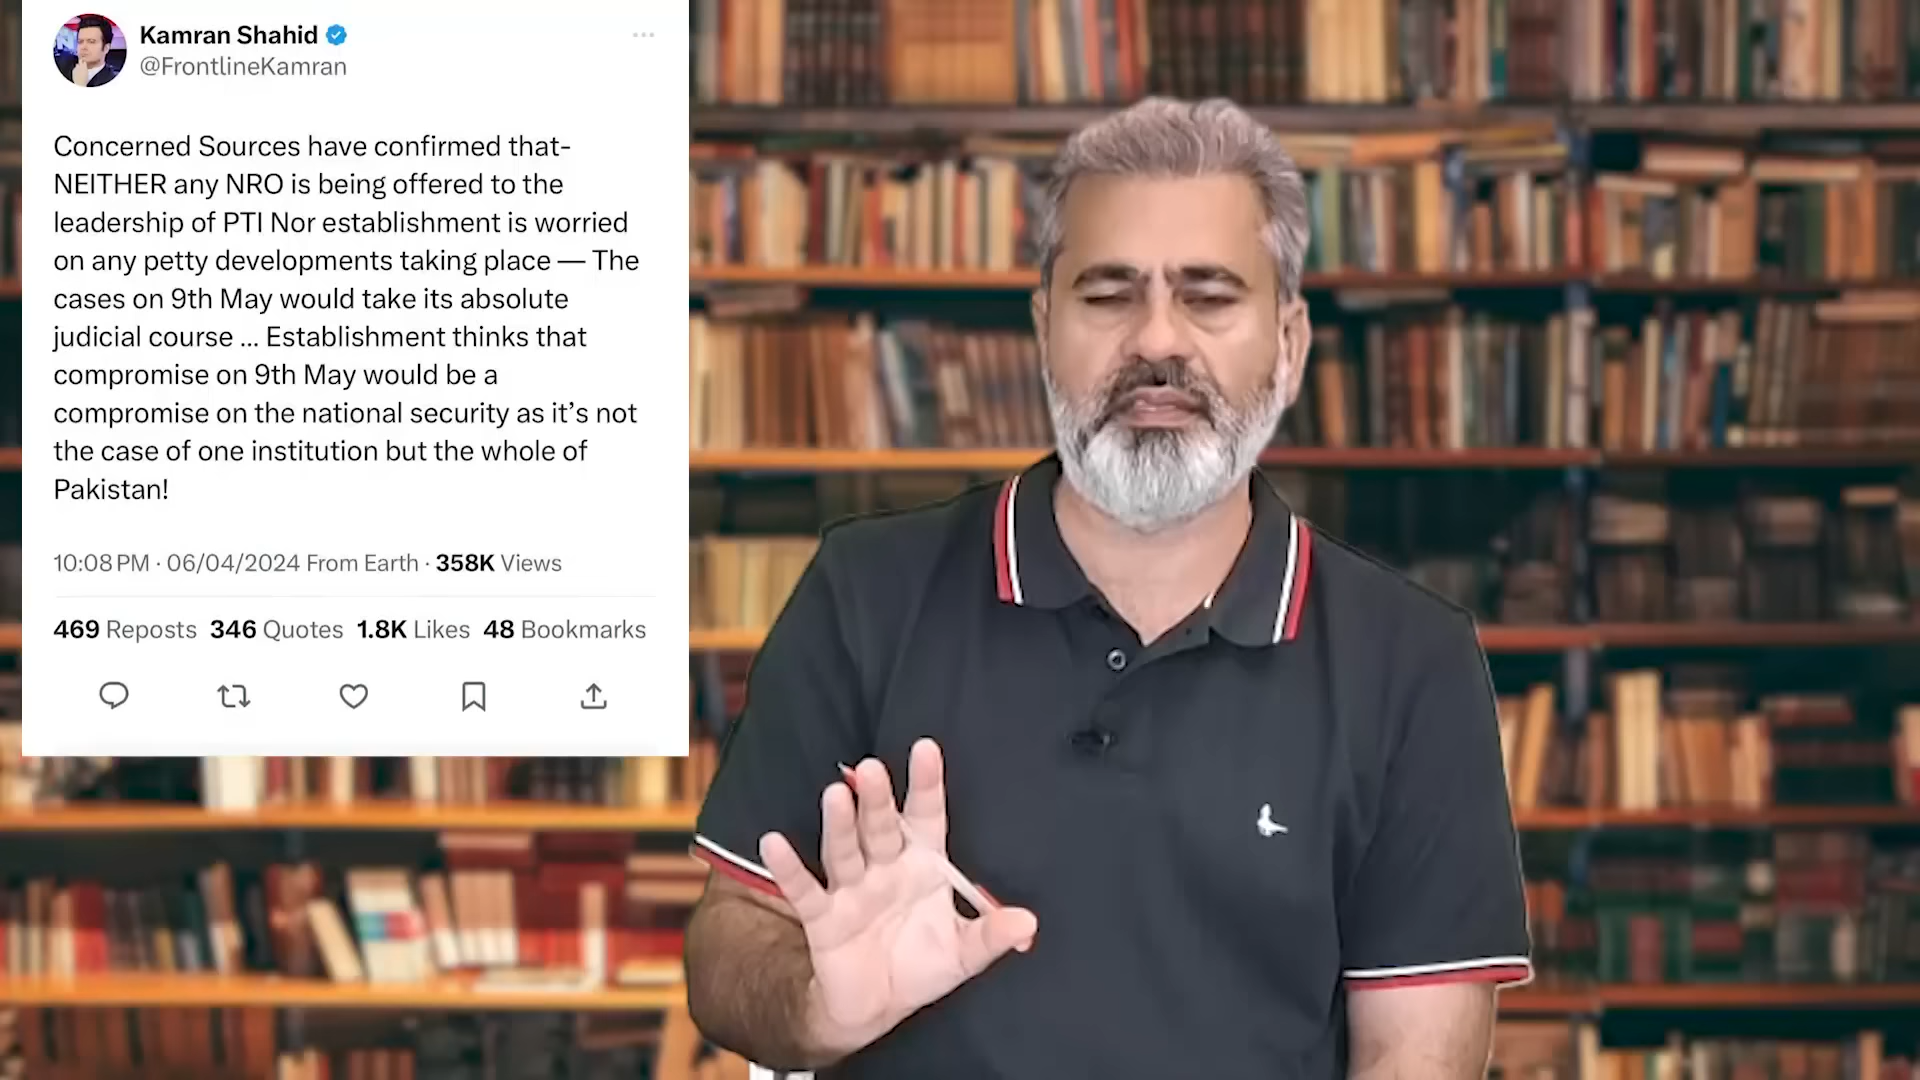 Kamran Shahid
@FrontlineKamran
Concerned Sources have confirmed that-
NEITHER any NRO is being offered to the
leadership of PTI Nor establishment is worried
on any petty developments taking place — The
cases on 9th May would take its absolute
judicial course ... Establishment thinks that
compromise on 9th May would be a
compromise on the national security as it’s not
the case of one institution but the whole of
Pakistan!
10:08 PM · 06/04/2024 From Earth · 358K Views
469 Reposts 346 Quotes 1.8K Likes 48 Bookmarks